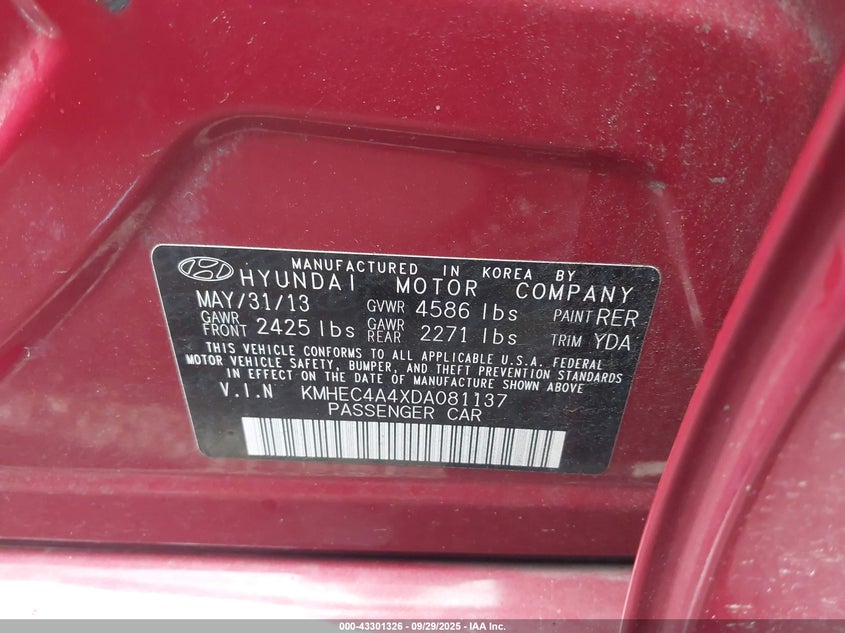 MANUFACTURED IN KOREA BY
HYUNDAI MOTOR COMPANY
MAY/31/13 GVWR 4586 lbs PAINT RER
GAWR FRONT 2425 lbs GAWR REAR 2271 lbs TRIM YDA
THIS VEHICLE CONFORMS TO ALL APPLICABLE U.S.A. FEDERAL
MOTOR VEHICLE SAFETY, BUMPER, AND THEFT PREVENTION STANDARDS
IN EFFECT ON THE DATE OF MANUFACTURE SHOWN ABOVE
V.I.N KMHEC4A4XDA081137
PASSENGER CAR
000-43301326 - 09/29/2025 - IAA Inc.